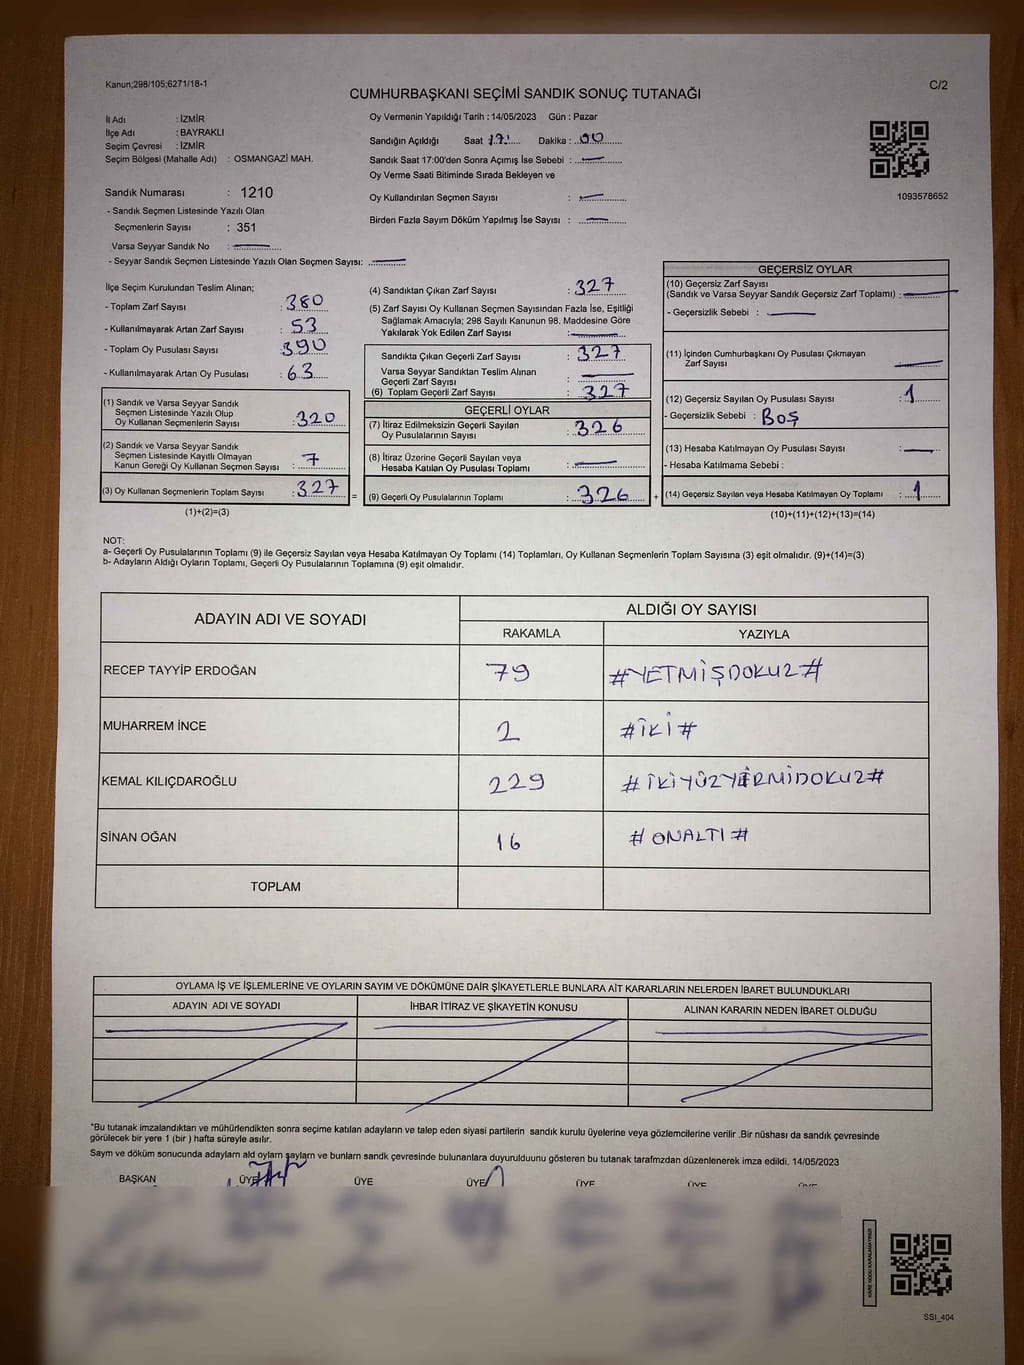 Kanun;298/105;6271/18-1
C/2
CUMHURBAŞKANI SEÇİMİ SANDIK SONUÇ TUTANAĞI
İl Adı : İZMİR
İlçe Adı : BAYRAKLI
Seçim Çevresi : İZMİR
Seçim Bölgesi (Mahalle Adı) : OSMANGAZİ MAH.
Sandık Numarası : 1210
- Sandık Seçmen Listesinde Yazılı Olan
Seçmenlerin Sayısı : 351
Varsa Seyyar Sandık No :
- Seyyar Sandık Seçmen Listesinde Yazılı Olan Seçmen Sayısı:
Oy Vermenin Yapıldığı Tarih : 14/05/2023 Gün : Pazar
Sandığın Açıldığı Saat 17 Dakika : 00
Sandık Saat 17:00'den Sonra Açımış İse Sebebi :
Oy Verme Saati Bitiminde Sırada Bekleyen ve
Oy Kullandırılan Seçmen Sayısı :
Birden Fazla Sayım Döküm Yapılmış İse Sayısı :
1093578652
İlçe Seçim Kurulundan Teslim Alınan;
- Toplam Zarf Sayısı : 380
- Kullanılmayarak Artan Zarf Sayısı : 53
- Toplam Oy Pusulası Sayısı : 390
- Kullanılmayarak Artan Oy Pusulası : 63
(1) Sandık ve Varsa Seyyar Sandık
Seçmen Listesinde Yazılı Olup
Oy Kullanan Seçmenlerin Sayısı : 320
(2) Sandık ve Varsa Seyyar Sandık
Seçmen Listesinde Kayıtlı Olmayan
Kanun Gereği Oy Kullanan Seçmen Sayısı : 7
(3) Oy Kullanan Seçmenlerin Toplam Sayısı : 327
(1)+(2)=(3)
=
(4) Sandıktan Çıkan Zarf Sayısı : 327
(5) Zarf Sayısı Oy Kullanan Seçmen Sayısından Fazla İse, Eşitliği
Sağlamak Amacıyla; 298 Sayılı Kanunun 98. Maddesine Göre
Yakılarak Yok Edilen Zarf Sayısı :
Sandıkta Çıkan Geçerli Zarf Sayısı : 327
Varsa Seyyar Sandıktan Teslim Alınan
Geçerli Zarf Sayısı :
(6) Toplam Geçerli Zarf Sayısı : 327
GEÇERLİ OYLAR
(7) İtiraz Edilmeksizin Geçerli Sayılan
Oy Pusulalarının Sayısı : 326
(8) İtiraz Üzerine Geçerli Sayılan veya
Hesaba Katılan Oy Pusulası Toplamı :
(9) Geçerli Oy Pusulalarının Toplamı : 326
+
GEÇERSİZ OYLAR
(10) Geçersiz Zarf Sayısı
(Sandık ve Varsa Seyyar Sandık Geçersiz Zarf Toplamı) :
- Geçersizlik Sebebi :
(11) İçinden Cumhurbaşkanı Oy Pusulası Çıkmayan
Zarf Sayısı :
(12) Geçersiz Sayılan Oy Pusulası Sayısı : 1
- Geçersizlik Sebebi : BOŞ
(13) Hesaba Katılmayan Oy Pusulası Sayısı :
- Hesaba Katılmama Sebebi :
(14) Geçersiz Sayılan veya Hesaba Katılmayan Oy Toplamı : 1
(10)+(11)+(12)+(13)=(14)
NOT:
a- Geçerli Oy Pusulalarının Toplamı (9) ile Geçersiz Sayılan veya Hesaba Katılmayan Oy Toplamı (14) Toplamları, Oy Kullanan Seçmenlerin Toplam Sayısına (3) eşit olmalıdır. (9)+(14)=(3)
b- Adayların Aldığı Oyların Toplamı, Geçerli Oy Pusulalarının Toplamına (9) eşit olmalıdır.
ADAYIN ADI VE SOYADI ALDIĞI OY SAYISI
RAKAMLA YAZIYLA
RECEP TAYYİP ERDOĞAN 79 #YETMİŞDOKUZ#
MUHARREM İNCE 2 #İKİ#
KEMAL KILIÇDAROĞLU 229 #İKİYÜZYİRMİDOKUZ#
SİNAN OĞAN 16 #ONALTI#
TOPLAM
OYLAMA İŞ VE İŞLEMLERİNE VE OYLARIN SAYIM VE DÖKÜMÜNE DAİR ŞİKAYETLERLE BUNLARA AİT KARARLARIN NELERDEN İBARET BULUNDUKLARI
ADAYIN ADI VE SOYADI İHBAR İTİRAZ VE ŞİKAYETİN KONUSU ALINAN KARARIN NEDEN İBARET OLDUĞU
*Bu tutanak imzalandıktan ve mühürlendikten sonra seçime katılan adayların ve talep eden siyasi partilerin sandık kurulu üyelerine veya gözlemcilerine verilir .Bir nüshası da sandık çevresinde
görülecek bir yere 1 (bir ) hafta süreyle asılır.
Sayım ve döküm sonucunda adayların ald oyların sayların ve bunların sandk çevresinde bulunanlara duyurulduunu gösteren bu tutanak tarafmzdan düzenlenerek imza edildi. 14/05/2023
BAŞKAN ÜYE ÜYE ÜYE ÜYE ÜYE ÜYE
KARE KODU KARALAMAYINIZ!
SSI_404